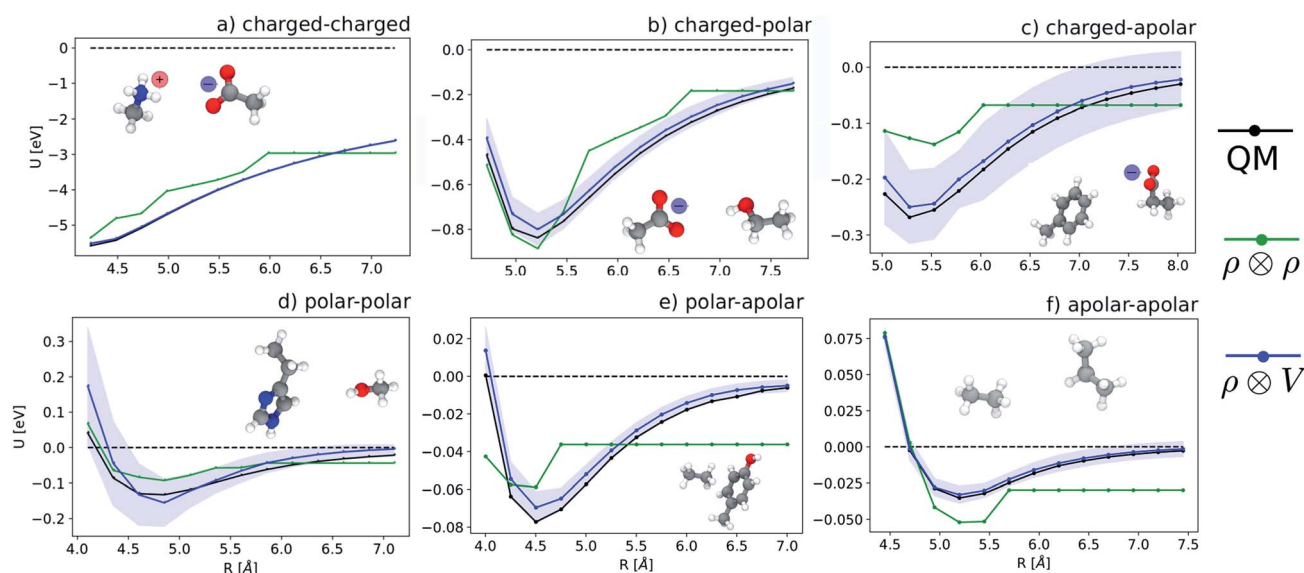 a) charged-charged
b) charged-polar
c) charged-apolar
U [eV]
0
−1
−2
−3
−4
−5
4.5 5.0 5.5 6.0 6.5 7.0
+
−
0.0
−0.2
−0.4
−0.6
−0.8
5.0 5.5 6.0 6.5 7.0 7.5
−
0.0
−0.1
−0.2
−0.3
5.0 5.5 6.0 6.5 7.0 7.5 8.0
−
QM
ρ ⊗ ρ
ρ ⊗ V
d) polar-polar
e) polar-apolar
f) apolar-apolar
U [eV]
0.3
0.2
0.1
0.0
−0.1
−0.2
4.0 4.5 5.0 5.5 6.0 6.5 7.0
R [Å]
0.02
0.00
−0.02
−0.04
−0.06
−0.08
4.0 4.5 5.0 5.5 6.0 6.5 7.0
R [Å]
0.075
0.050
0.025
0.000
−0.025
−0.050
4.5 5.0 5.5 6.0 6.5 7.0 7.5
R [Å]